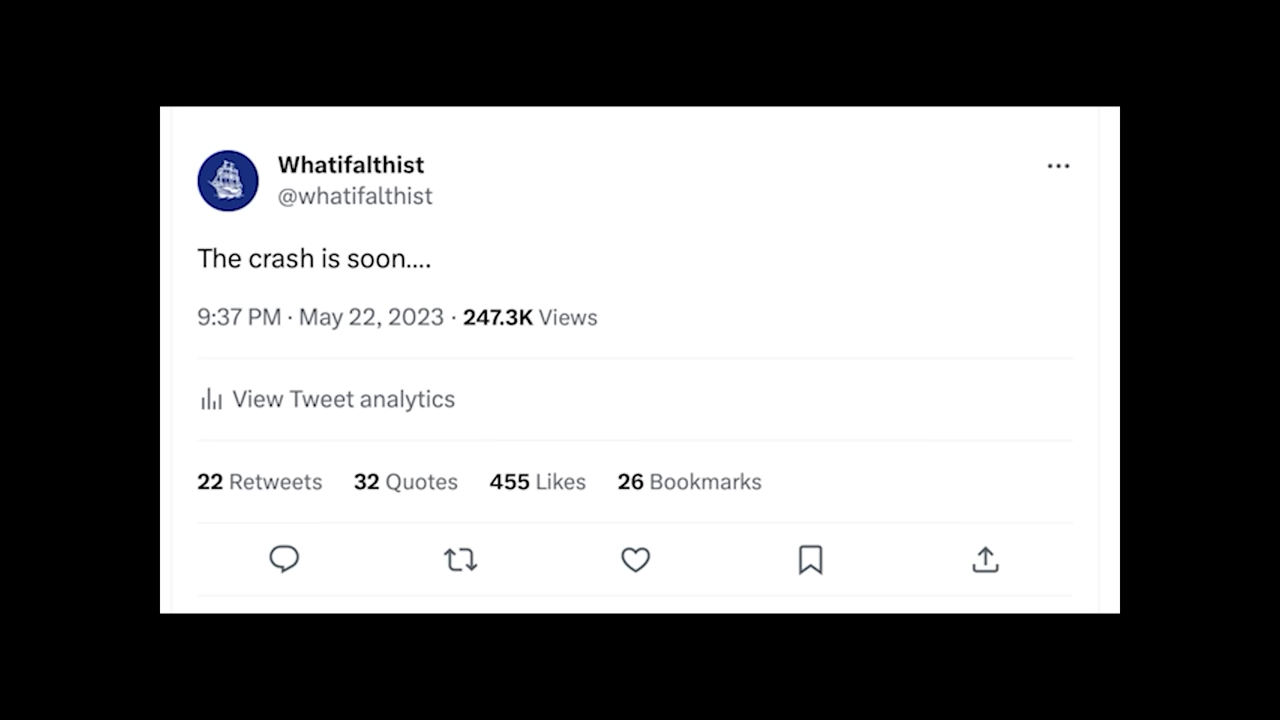 Whatifalthist
@whatifalthist
The crash is soon....
9:37 PM · May 22, 2023 · 247.3K Views
View Tweet analytics
22 Retweets 32 Quotes 455 Likes 26 Bookmarks